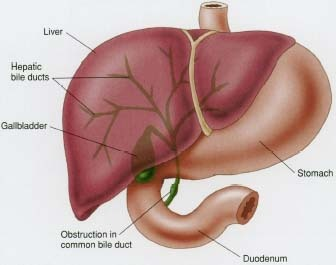 Liver
Hepatic
bile ducts
Gallbladder
Stomach
Obstruction in
common bile duct
Duodenum